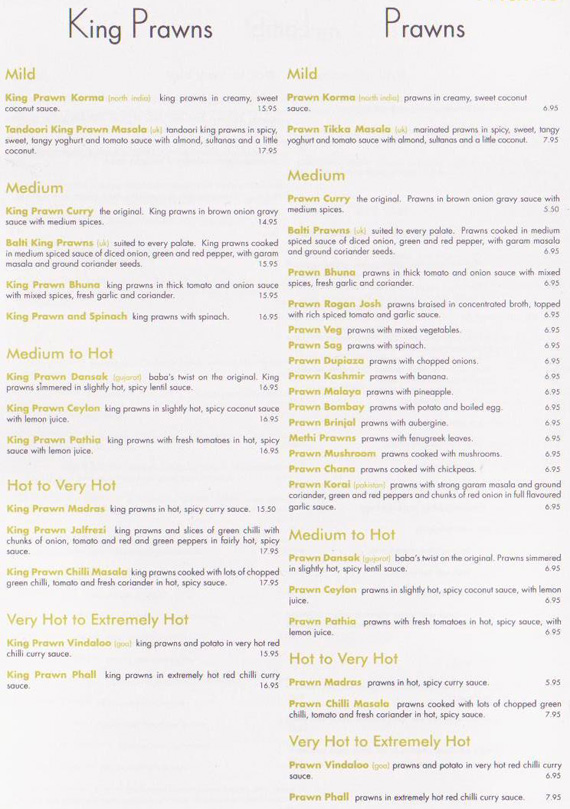 King Prawns
Mild
King Prawn Korma (north india) king prawns in creamy, sweet
coconut sauce. 15.95
Tandoori King Prawn Masala (uk) tandoori king prawns in spicy,
sweet, tangy yoghurt and tomato sauce with almond, sultanas and a little
coconut. 17.95
Medium
King Prawn Curry the original. King prawns in brown onion gravy
sauce with medium spices. 14.95
Balti King Prawns (uk) suited to every palate. King prawns cooked
in medium spiced sauce of diced onion, green and red pepper, with garam
masala and ground coriander seeds. 15.95
King Prawn Bhuna king prawns in thick tomato and onion sauce
with mixed spices, fresh garlic and coriander. 15.95
King Prawn and Spinach king prawns with spinach. 16.95
Medium to Hot
King Prawn Dansak (gujarat) baba's twist on the original. King
prawns simmered in slightly hot, spicy lentil sauce. 16.95
King Prawn Ceylon king prawns in slightly hot, spicy coconut sauce
with lemon juice. 16.95
King Prawn Pathia king prawns with fresh tomatoes in hot, spicy
sauce with lemon juice. 16.95
Hot to Very Hot
King Prawn Madras king prawns in hot, spicy curry sauce. 15.50
King Prawn Jalfrezi king prawns and slices of green chilli with
chunks of onion, tomato and red and green peppers in fairly hot, spicy
sauce. 17.95
King Prawn Chilli Masala king prawns cooked with lots of chopped
green chilli, tomato and fresh coriander in hot, spicy sauce. 17.95
Very Hot to Extremely Hot
King Prawn Vindaloo (goa) king prawns and potato in very hot red
chilli curry sauce. 15.95
King Prawn Phall king prawns in extremely hot red chilli curry
sauce. 16.95
Prawns
Mild
Prawn Korma (north india) prawns in creamy, sweet coconut
sauce. 6.95
Prawn Tikka Masala (uk) marinated prawns in spicy, sweet, tangy
yoghurt and tomato sauce with almond, sultanas and a little coconut. 7.95
Medium
Prawn Curry the original. Prawns in brown onion gravy sauce with
medium spices. 5.50
Balti Prawns (uk) suited to every palate. Prawns cooked in medium
spiced sauce of diced onion, green and red pepper, with garam masala
and ground coriander seeds. 6.95
Prawn Bhuna prawns in thick tomato and onion sauce with mixed
spices, fresh garlic and coriander. 6.95
Prawn Rogan Josh prawns braised in concentrated broth, topped
with rich spiced tomato and garlic sauce. 6.95
Prawn Veg prawns with mixed vegetables. 6.95
Prawn Sag prawns with spinach. 6.95
Prawn Dupiaza prawns with chopped onions. 6.95
Prawn Kashmir prawns with banana. 6.95
Prawn Malaya prawns with pineapple. 6.95
Prawn Bombay prawns with potato and boiled egg. 6.95
Prawn Brinjal prawns with aubergine. 6.95
Methi Prawns prawns with fenugreek leaves. 6.95
Prawn Mushroom prawns cooked with mushrooms. 6.95
Prawn Chana prawns cooked with chickpeas. 6.95
Prawn Korai (pakistan) prawns with strong garam masala and ground
coriander, green and red peppers and chunks of red onion in full flavoured
garlic sauce. 6.95
Medium to Hot
Prawn Dansak (gujarat) baba's twist on the original. Prawns simmered
in slightly hot, spicy lentil sauce. 6.95
Prawn Ceylon prawns in slightly hot, spicy coconut sauce, with lemon
juice. 6.95
Prawn Pathia prawns with fresh tomatoes in hot, spicy sauce, with
lemon juice. 6.95
Hot to Very Hot
Prawn Madras prawns in hot, spicy curry sauce. 5.95
Prawn Chilli Masala prawns cooked with lots of chopped green
chilli, tomato and fresh coriander in hot, spicy sauce. 7.95
Very Hot to Extremely Hot
Prawn Vindaloo (goa) prawns and potato in very hot red chilli curry
sauce. 6.95
Prawn Phall prawns in extremely hot red chilli curry sauce. 7.95